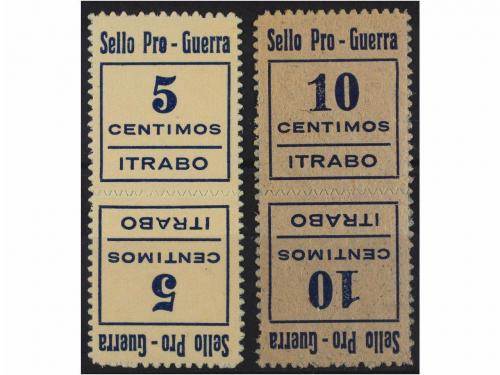 Sello Pro - Guerra
5
CENTIMOS
ITRABO
ITRABO
CENTIMOS
5
Sello Pro - Guerra
Sello Pro - Guerra
10
CENTIMOS
ITRABO
ITRABO
CENTIMOS
10
Sello Pro - Guerra